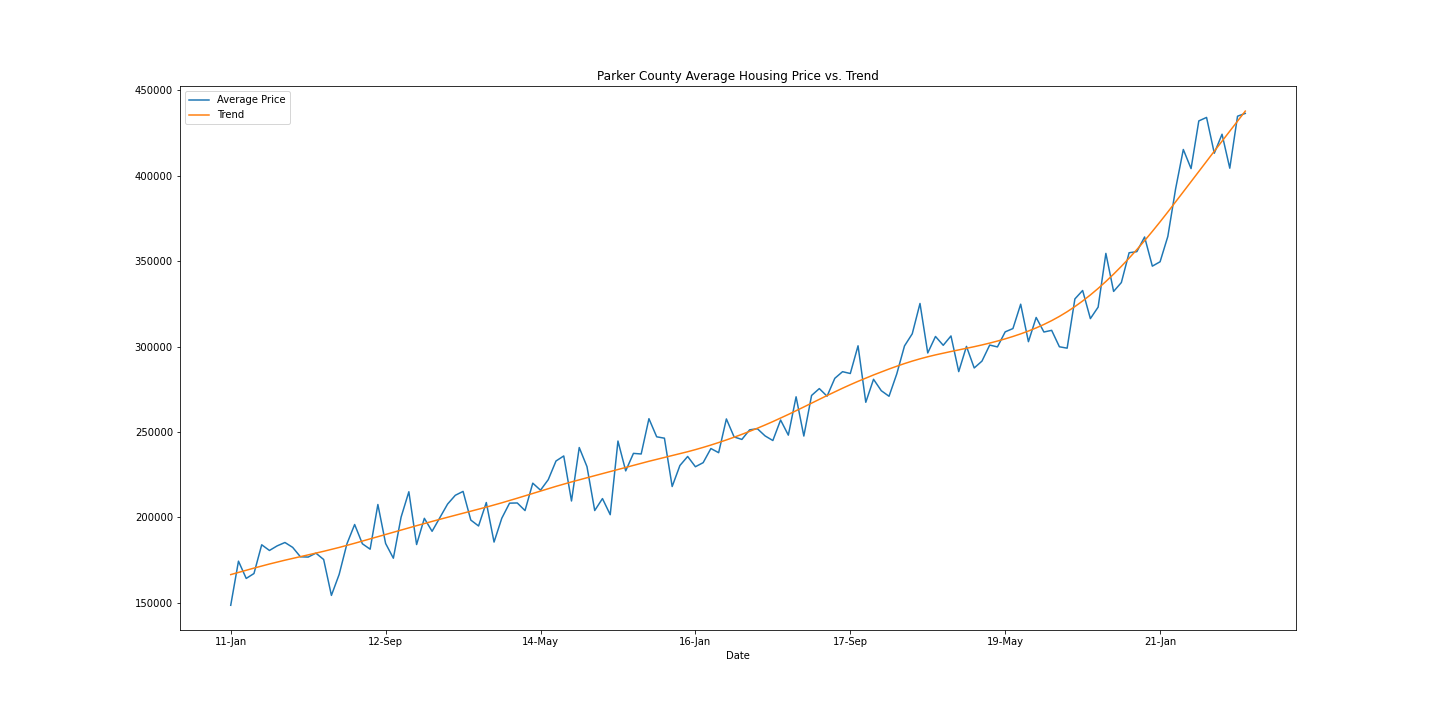 Parker County Average Housing Price vs. Trend
Average Price
Trend
450000
400000
350000
300000
250000
200000
150000
11-Jan 12-Sep 14-May 16-Jan 17-Sep 19-May 21-Jan
Date